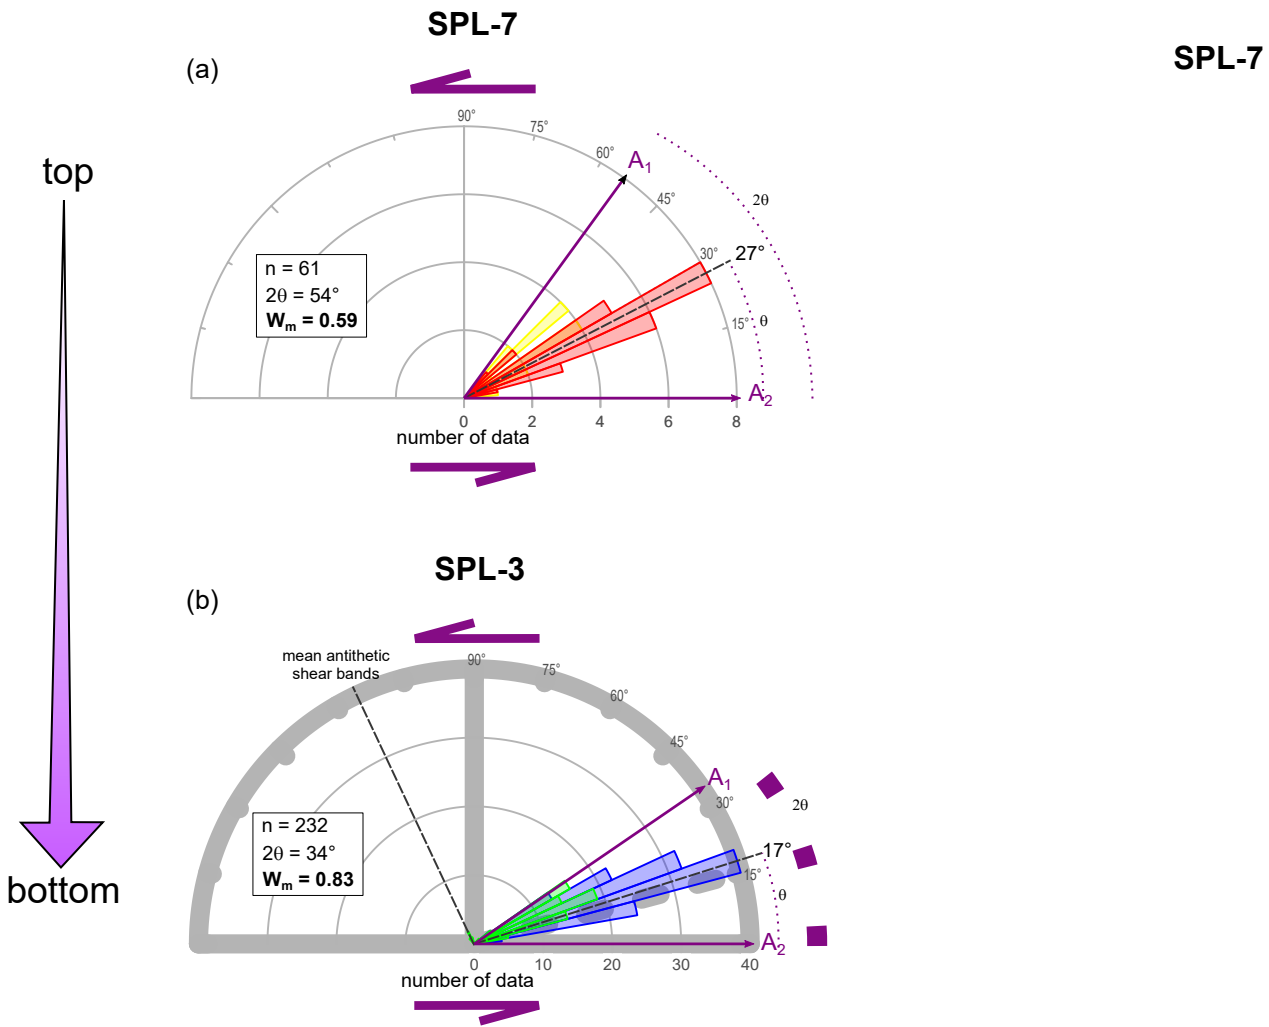 SPL-7
SPL-7
(a)
90°
75°
60°
A1
45°
2θ
30°
27°
15°
θ
A2
n = 61
2θ = 54°
Wm = 0.59
0 2 4 6 8
number of data
top
bottom
SPL-3
(b)
mean antithetic
shear bands
90°
75°
60°
45°
A1
30°
2θ
17°
15°
θ
A2
n = 232
2θ = 34°
Wm = 0.83
0 10 20 30 40
number of data